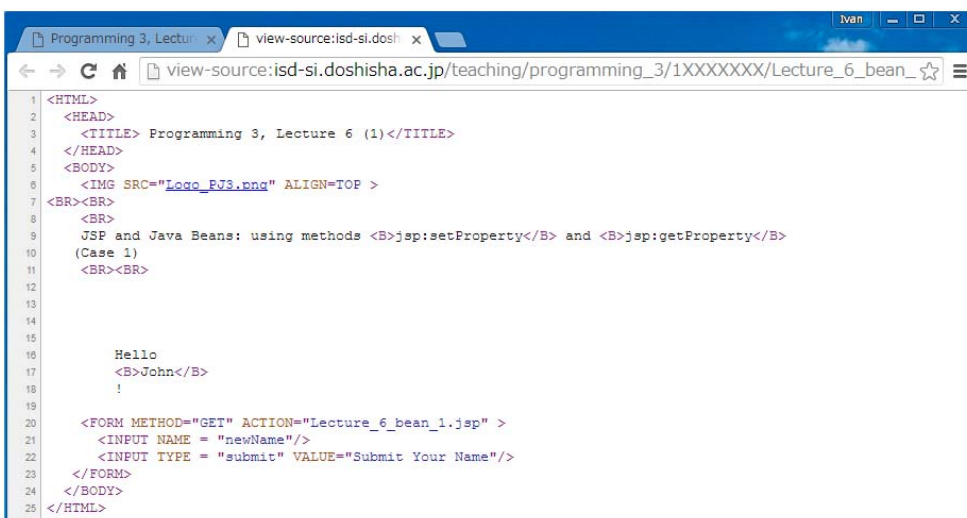 Ivan
Programming 3, Lectur
view-source:isd-si.dosh
view-source:isd-si.doshisha.ac.jp/teaching/programming_3/1XXXXXXX/Lecture_6_bean_
1 <HTML>
2 <HEAD>
3 <TITLE> Programming 3, Lecture 6 (1)</TITLE>
4 </HEAD>
5 <BODY>
6 <IMG SRC="Logo_PJ3.png" ALIGN=TOP >
7 <BR><BR>
8 <BR>
9 JSP and Java Beans: using methods <B>jsp:setProperty</B> and <B>jsp:getProperty</B>
10 (Case 1)
11 <BR><BR>
12
13
14
15
16 Hello
17 <B>John</B>
18 !
19
20 <FORM METHOD="GET" ACTION="Lecture_6_bean_1.jsp" >
21 <INPUT NAME = "newName"/>
22 <INPUT TYPE = "submit" VALUE="Submit Your Name"/>
23 </FORM>
24 </BODY>
25 </HTML>